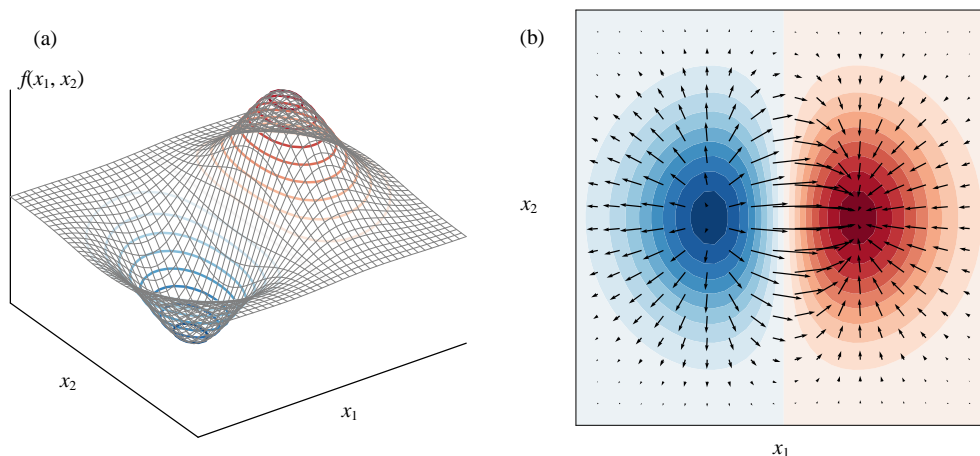 (a)
f(x₁, x₂)
x₂
x₁
(b)
x₂
x₁